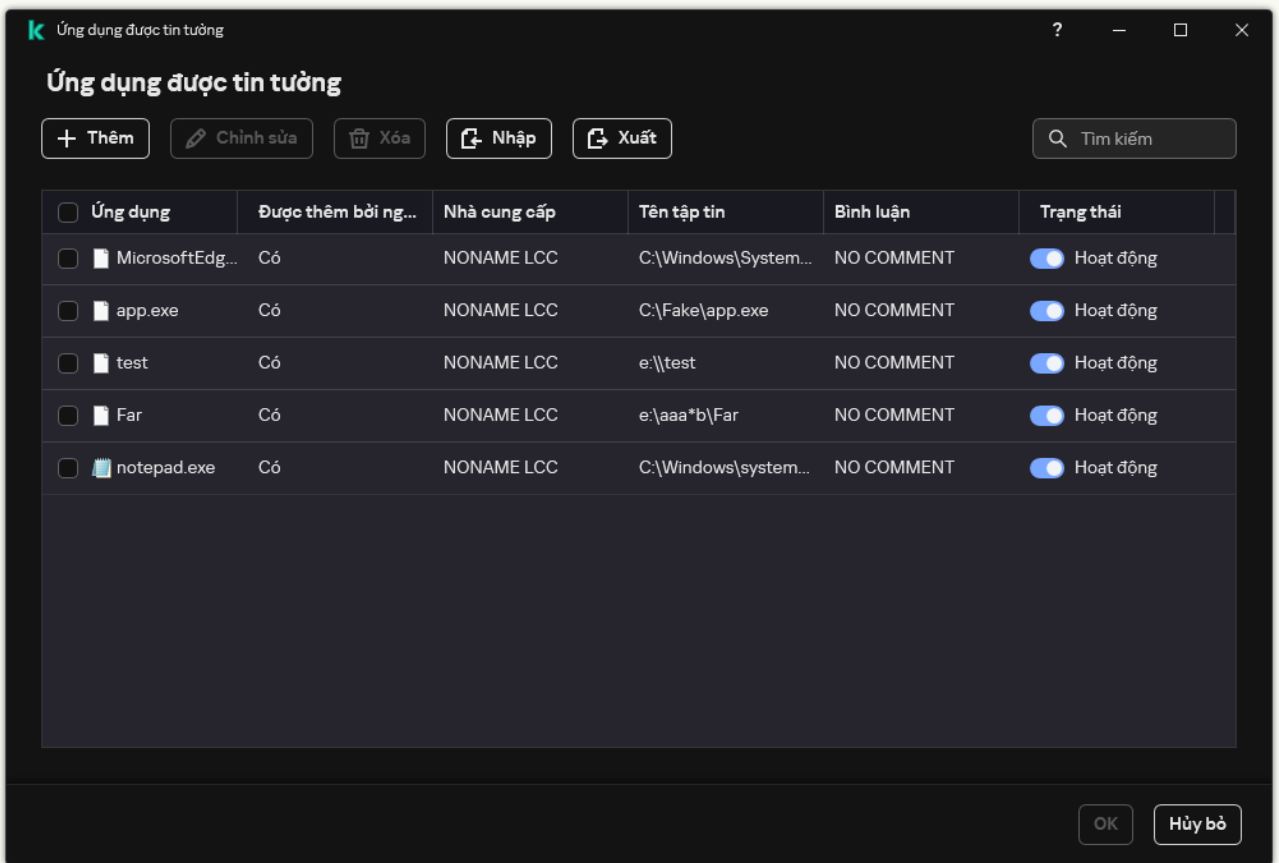 Ứng dụng được tin tưởng
?
Ứng dụng được tin tưởng
Thêm
Chỉnh sửa
Xóa
Nhập
Xuất
Tìm kiếm
Ứng dụng Được thêm bởi ng... Nhà cung cấp Tên tập tin Bình luận Trạng thái
MicrosoftEdg... Có NONAME LCC C:\Windows\System... NO COMMENT Hoạt động
app.exe Có NONAME LCC C:\Fake\app.exe NO COMMENT Hoạt động
test Có NONAME LCC e:\\test NO COMMENT Hoạt động
Far Có NONAME LCC e:\aaa*b\Far NO COMMENT Hoạt động
notepad.exe Có NONAME LCC C:\Windows\system... NO COMMENT Hoạt động
OK
Hủy bỏ